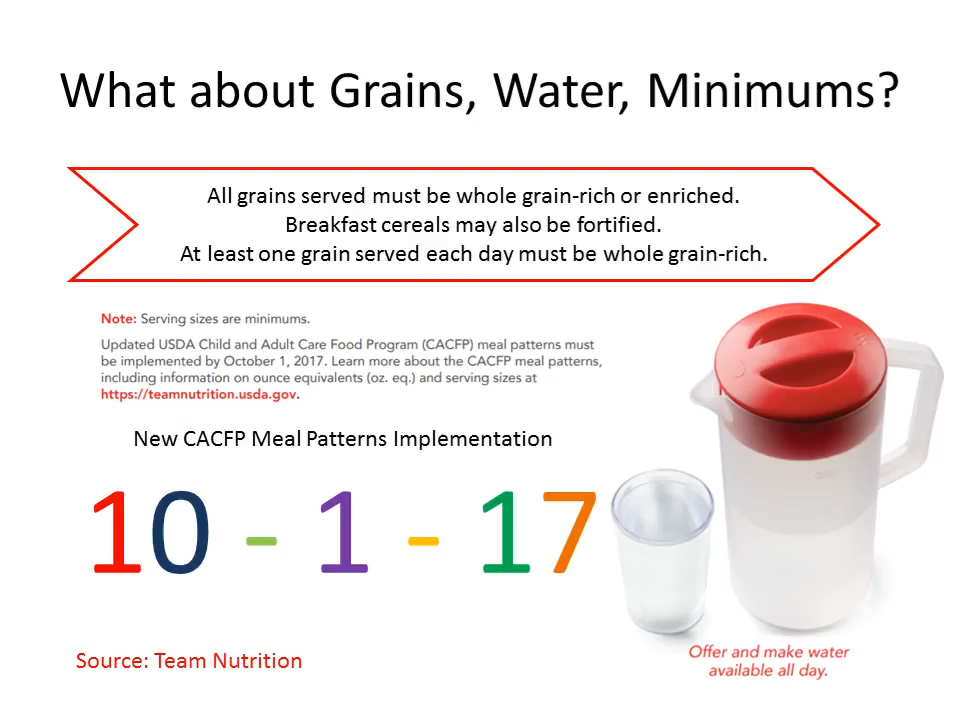 What about Grains, Water, Minimums?
All grains served must be whole grain-rich or enriched.
Breakfast cereals may also be fortified.
At least one grain served each day must be whole grain-rich.
Note: Serving sizes are minimums.
Updated USDA Child and Adult Care Food Program (CACFP) meal patterns must
be implemented by October 1, 2017. Learn more about the CACFP meal patterns,
including information on ounce equivalents (oz. eq.) and serving sizes at
https://teamnutrition.usda.gov.
New CACFP Meal Patterns Implementation
10 - 1 - 17
Offer and make water
available all day.
Source: Team Nutrition